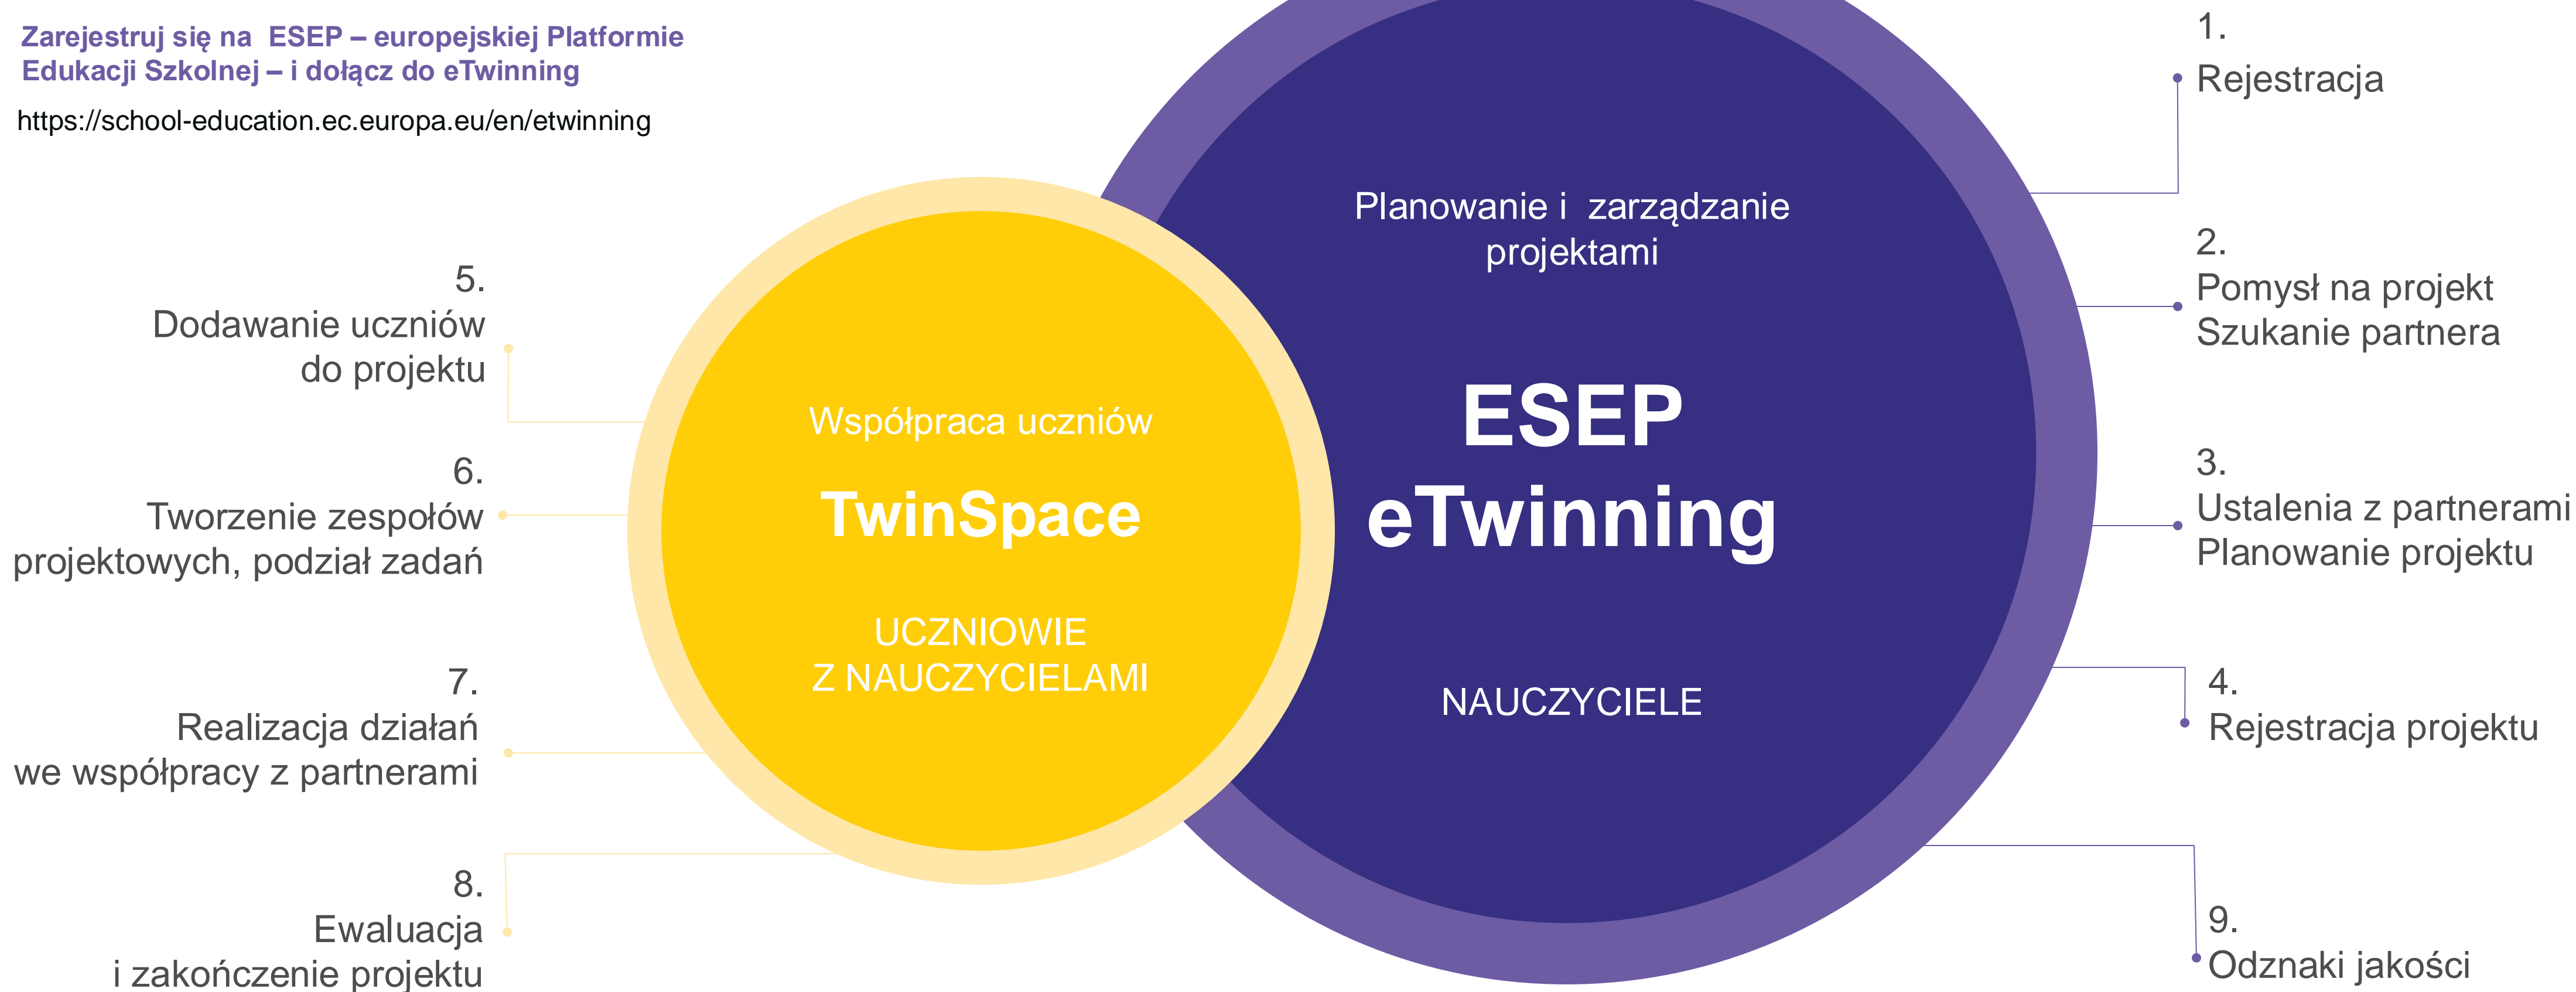 Zarejestruj się na ESEP – europejskiej Platformie
Edukacji Szkolnej – i dołącz do eTwinning
https://school-education.ec.europa.eu/en/etwinning
Planowanie i zarządzanie
projektami
ESEP
eTwinning
NAUCZYCIELE
Współpraca uczniów
TwinSpace
UCZNIOWIE
Z NAUCZYCIELAMI
1.
Rejestracja
2.
Pomysł na projekt
Szukanie partnera
3.
Ustalenia z partnerami
Planowanie projektu
4.
Rejestracja projektu
5.
Dodawanie uczniów
do projektu
6.
Tworzenie zespołów
projektowych, podział zadań
7.
Realizacja działań
we współpracy z partnerami
8.
Ewaluacja
i zakończenie projektu
9.
Odznaki jakości